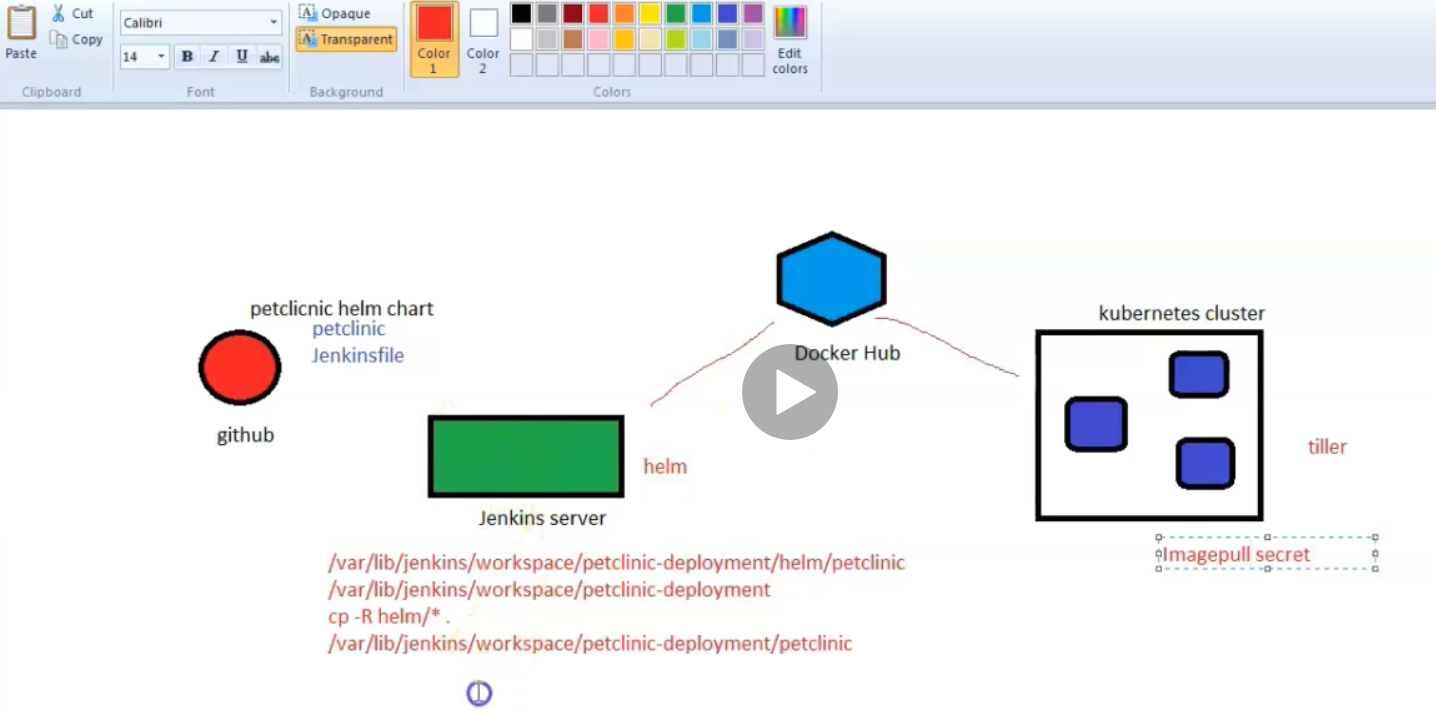 Cut
Copy
Paste
Clipboard
Calibri
14
B I U abc
Font
Opaque
Transparent
Background
Color 1
Color 2
Edit colors
Colors
petclicnic helm chart
petclinic
Jenkinsfile
github
Docker Hub
kubernetes cluster
tiller
helm
Jenkins server
Imagepull secret
/var/lib/jenkins/workspace/petclinic-deployment/helm/petclinic
/var/lib/jenkins/workspace/petclinic-deployment
cp -R helm/* .
/var/lib/jenkins/workspace/petclinic-deployment/petclinic